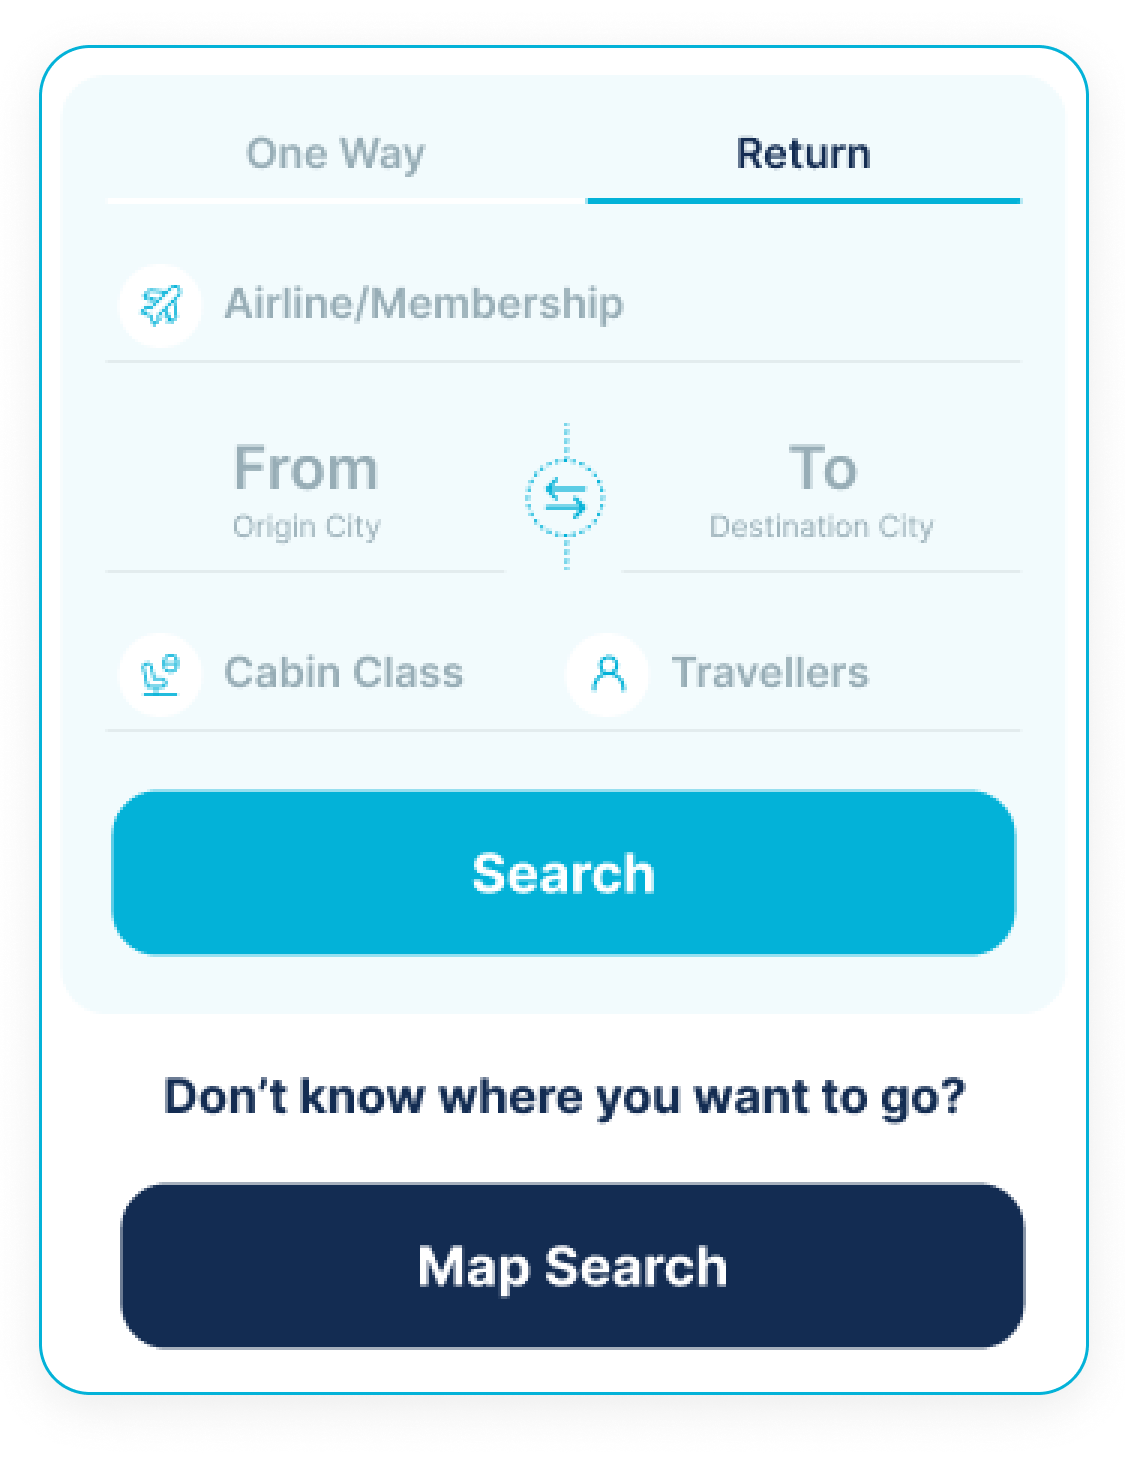 One Way Return
Airline/Membership
From To
Origin City Destination City
Cabin Class Travellers
Search
Don’t know where you want to go?
Map Search